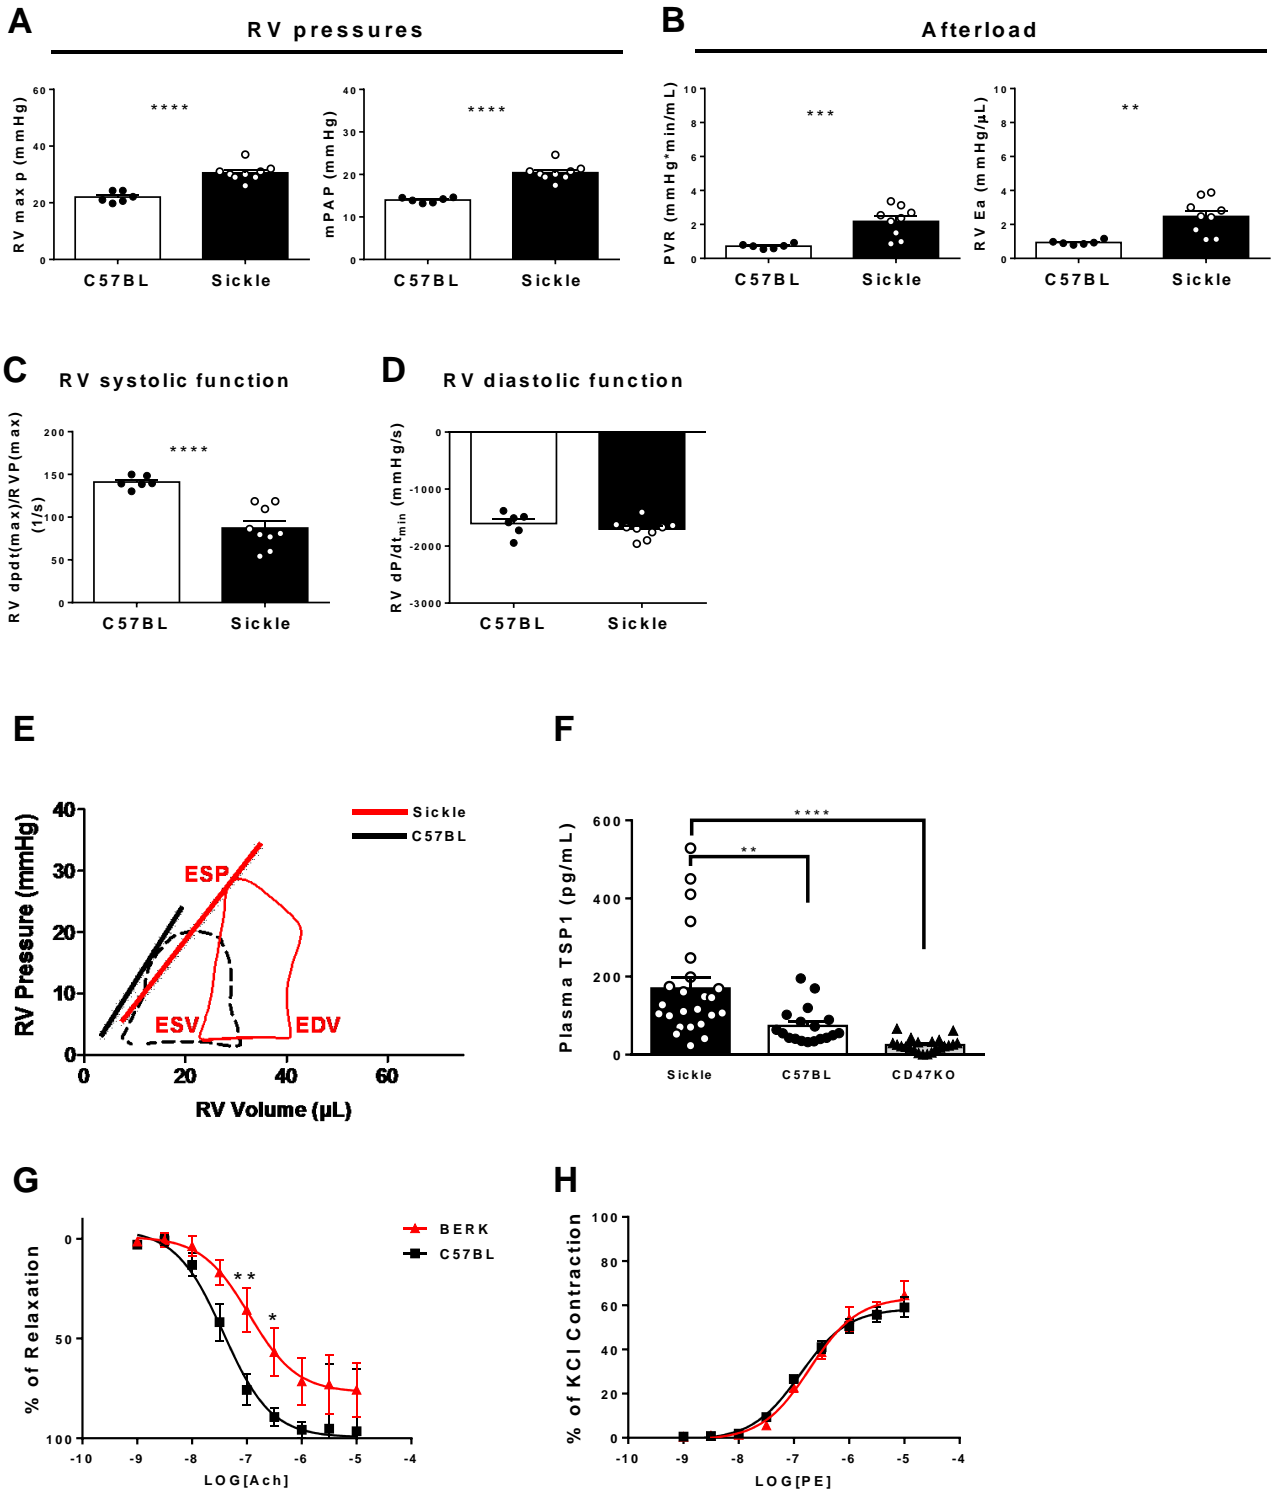 A
RV pressures
B
Afterload
RV max p (mmHg)
60
40
20
0
****
C57BL
Sickle
mPAP (mmHg)
40
30
20
10
0
****
C57BL
Sickle
PVR (mmHg*min/mL)
10
8
6
4
2
0
***
C57BL
Sickle
RV Ea (mmHg/µL)
10
8
6
4
2
0
**
C57BL
Sickle
C
RV systolic function
RV dpdt(max)/RVP(max)
(1/s)
200
150
100
50
0
****
C57BL
Sickle
D
RV diastolic function
RV dP/dtmin (mmHg/s)
0
-1000
-2000
-3000
C57BL
Sickle
E
RV Pressure (mmHg)
40
30
20
10
0
Sickle
C57BL
ESP
ESV
EDV
0
20
40
60
RV Volume (µL)
F
Plasma TSP1 (pg/mL)
600
400
200
0
****
**
Sickle
C57BL
CD47KO
G
% of Relaxation
0
50
100
BERK
C57BL
**
*
-10
-9
-8
-7
-6
-5
-4
LOG[Ach]
H
% of KCl Contraction
100
80
60
40
20
0
-10
-9
-8
-7
-6
-5
-4
LOG[PE]